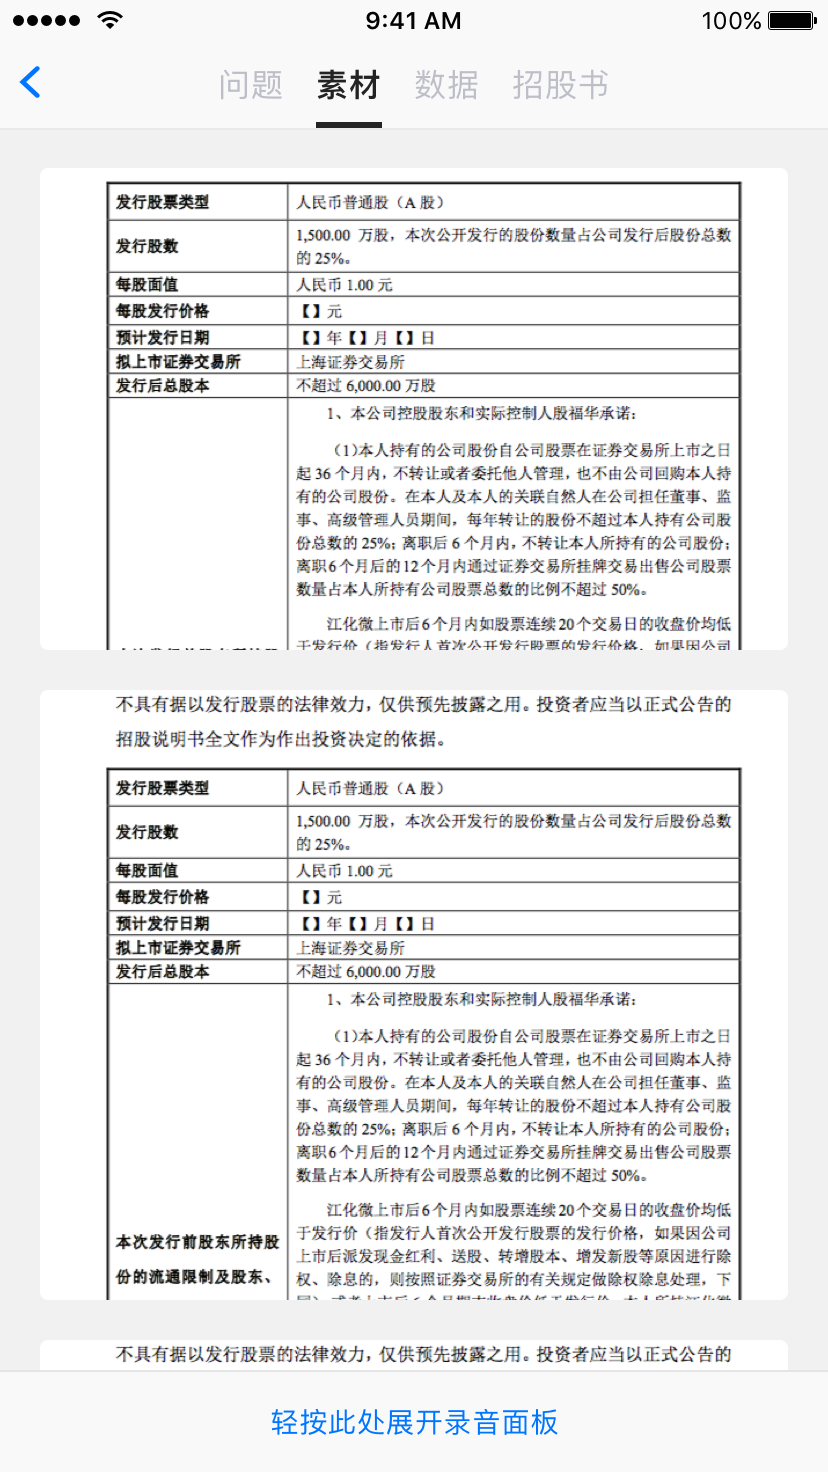 9:41 AM 100%
问题 素材 数据 招股书
发行股票类型 人民币普通股（A 股）
发行股数 1,500.00 万股，本次公开发行的股份数量占公司发行后股份总数
的 25%。
每股面值 人民币 1.00 元
每股发行价格 【】元
预计发行日期 【】年【】月【】日
拟上市证券交易所 上海证券交易所
发行后总股本 不超过 6,000.00 万股
1、本公司控股股东和实际控制人殷福华承诺：
（1）本人持有的公司股份自公司股票在证券交易所上市之日
起 36 个月内，不转让或者委托他人管理，也不由公司回购本人持
有的公司股份。在本人及本人的关联自然人在公司担任董事、监
事、高级管理人员期间，每年转让的股份不超过本人持有公司股
份总数的 25%；离职后 6 个月内，不转让本人所持有的公司股份；
离职 6 个月后的 12 个月内通过证券交易所挂牌交易出售公司股票
数量占本人所持有公司股票总数的比例不超过 50%。
江化微上市后 6 个月内如股票连续 20 个交易日的收盘价均低
于发行价（指发行人首次公开发行股票的发行价格，如果因公司
不具有据以发行股票的法律效力，仅供预先披露之用。投资者应当以正式公告的
招股说明书全文作为作出投资决定的依据。
发行股票类型 人民币普通股（A 股）
发行股数 1,500.00 万股，本次公开发行的股份数量占公司发行后股份总数
的 25%。
每股面值 人民币 1.00 元
每股发行价格 【】元
预计发行日期 【】年【】月【】日
拟上市证券交易所 上海证券交易所
发行后总股本 不超过 6,000.00 万股
1、本公司控股股东和实际控制人殷福华承诺：
（1）本人持有的公司股份自公司股票在证券交易所上市之日
起 36 个月内，不转让或者委托他人管理，也不由公司回购本人持
有的公司股份。在本人及本人的关联自然人在公司担任董事、监
事、高级管理人员期间，每年转让的股份不超过本人持有公司股
份总数的 25%；离职后 6 个月内，不转让本人所持有的公司股份；
离职 6 个月后的 12 个月内通过证券交易所挂牌交易出售公司股票
数量占本人所持有公司股票总数的比例不超过 50%。
江化微上市后 6 个月内如股票连续 20 个交易日的收盘价均低
本次发行前股东所持股 于发行价（指发行人首次公开发行股票的发行价格，如果因公司
上市后派发现金红利、送股、转增股本、增发新股等原因进行除
份的流通限制及股东、 权、除息的，则按照证券交易所的有关规定做除权除息处理，下
不具有据以发行股票的法律效力，仅供预先披露之用。投资者应当以正式公告的
轻按此处展开录音面板